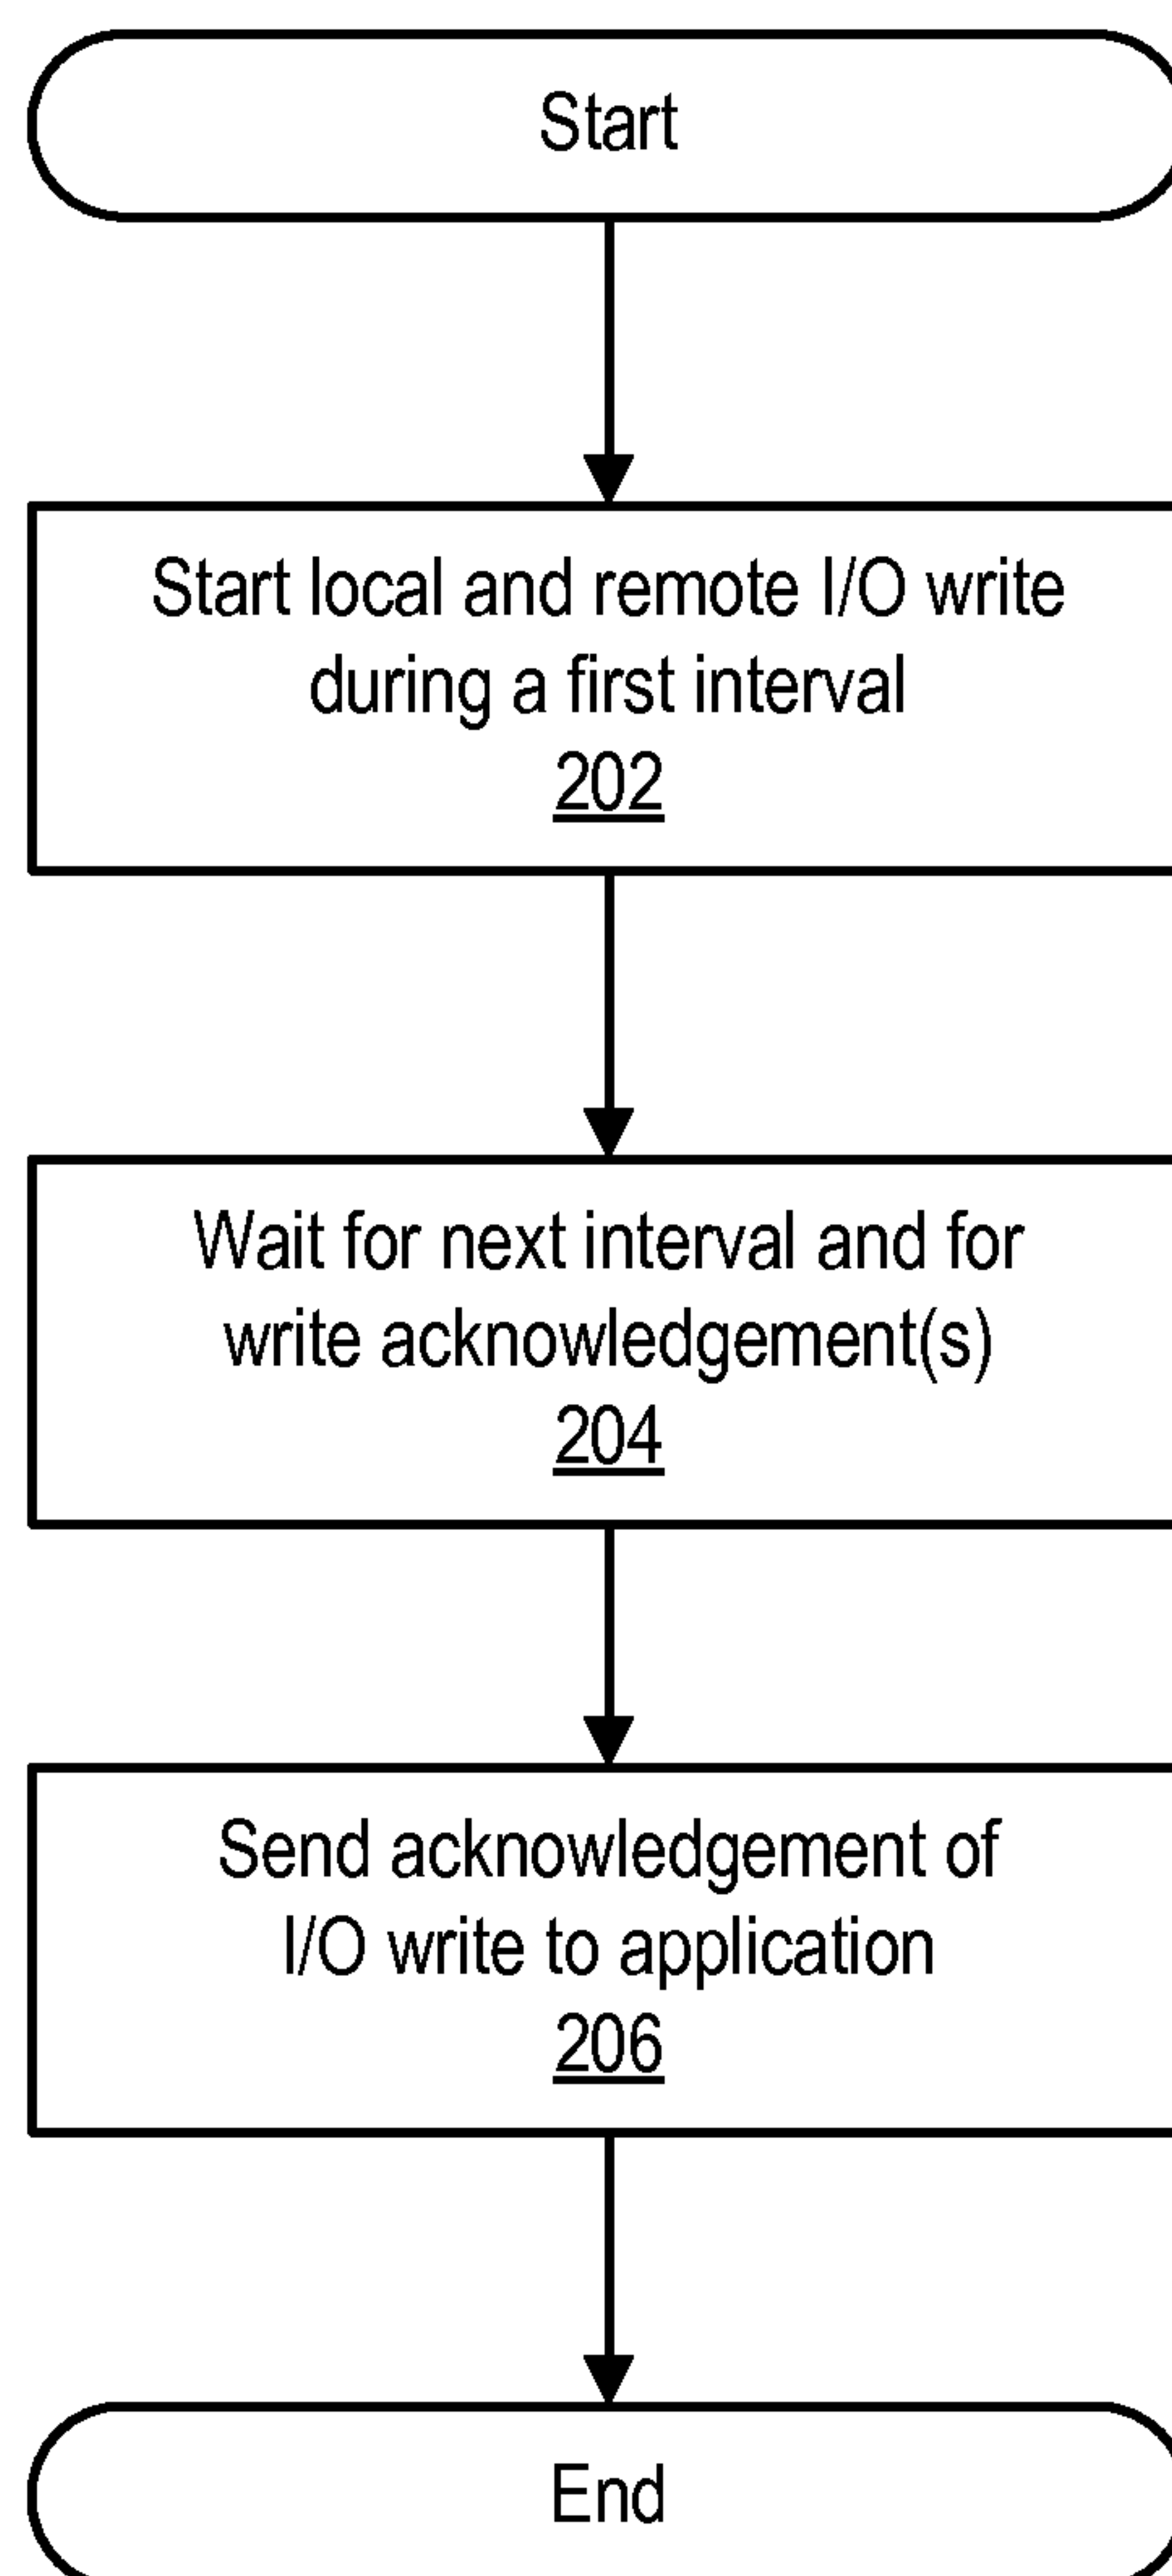 Start
Start local and remote I/O write
during a first interval
202
Wait for next interval and for
write acknowledgement(s)
204
Send acknowledgement of
I/O write to application
206
End